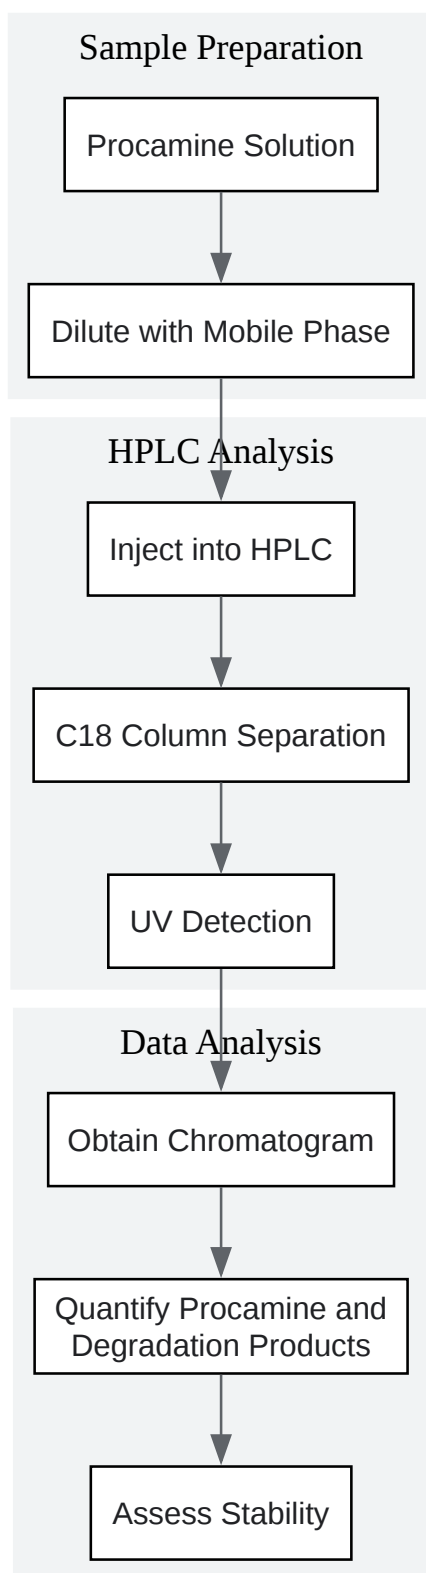 Sample Preparation
Procamine Solution
Dilute with Mobile Phase
HPLC Analysis
Inject into HPLC
C18 Column Separation
UV Detection
Data Analysis
Obtain Chromatogram
Quantify Procamine and
Degradation Products
Assess Stability